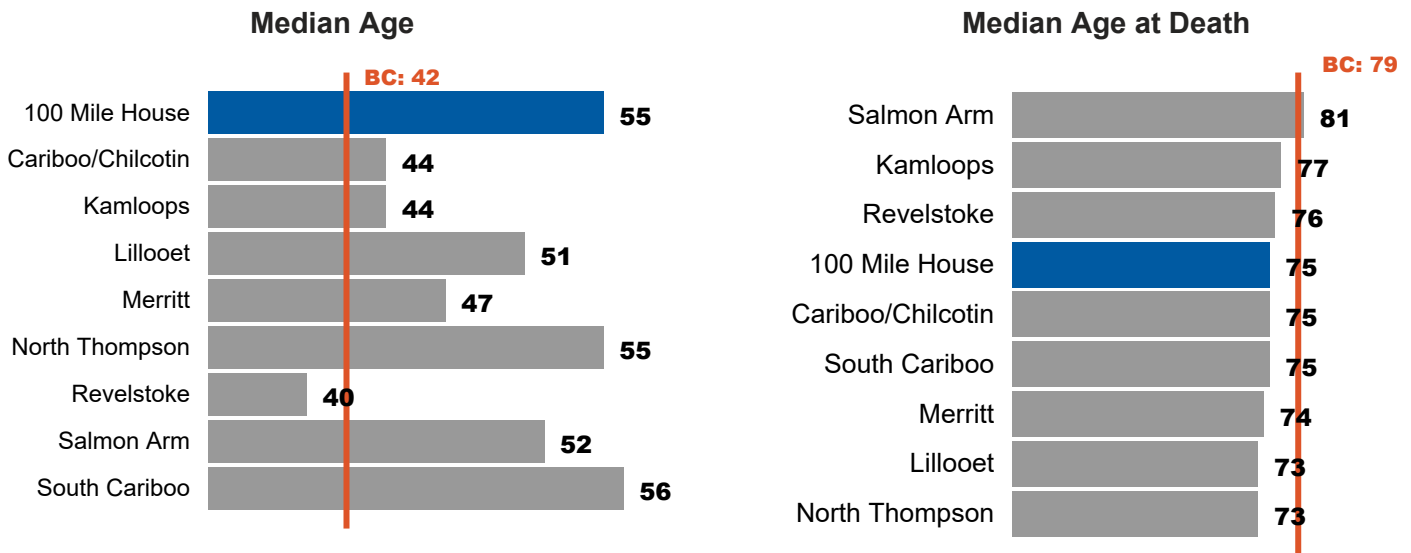 Median Age
BC: 42
100 Mile House 55
Cariboo/Chilcotin 44
Kamloops 44
Lillooet 51
Merritt 47
North Thompson 55
Revelstoke 40
Salmon Arm 52
South Cariboo 56
Median Age at Death
BC: 79
Salmon Arm 81
Kamloops 77
Revelstoke 76
100 Mile House 75
Cariboo/Chilcotin 75
South Cariboo 75
Merritt 74
Lillooet 73
North Thompson 73